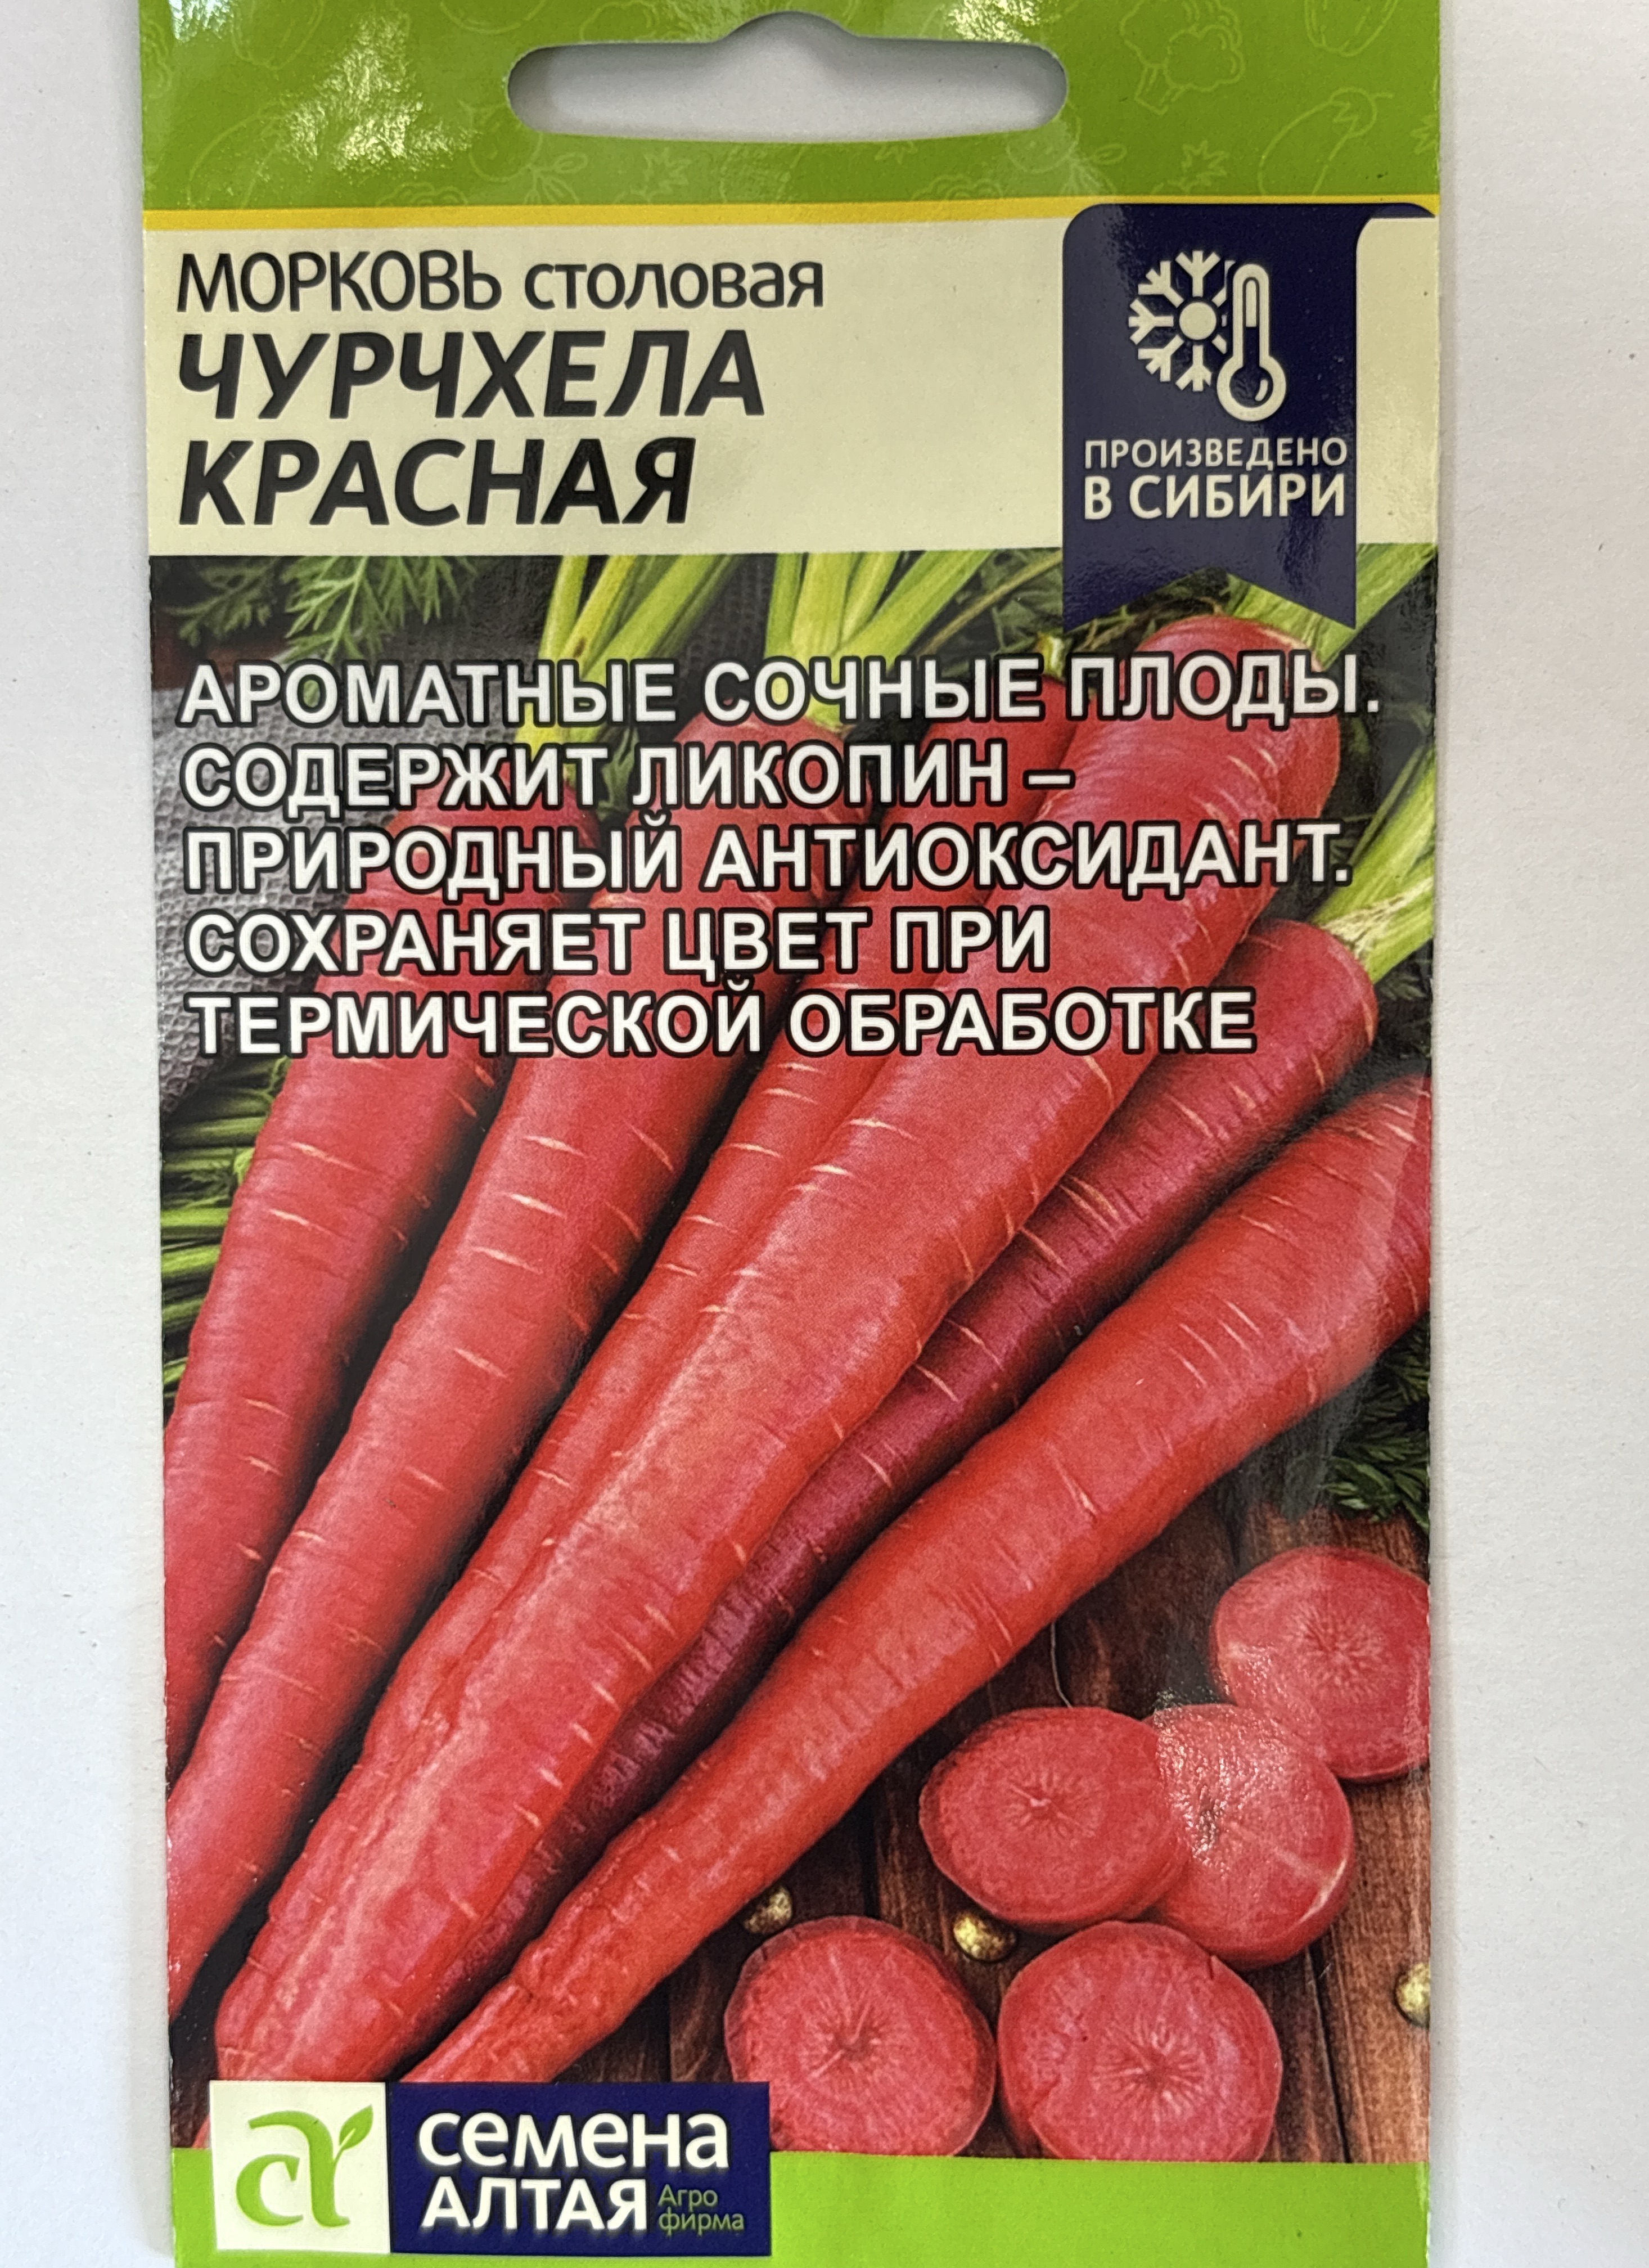 МОРКОВЬ столовая
ЧУРЧХЕЛА
КРАСНАЯ
ПРОИЗВЕДЕНО
В СИБИРИ
АРОМАТНЫЕ СОЧНЫЕ ПЛОДЫ.
СОДЕРЖИТ ЛИКОПИН –
ПРИРОДНЫЙ АНТИОКСИДАНТ.
СОХРАНЯЕТ ЦВЕТ ПРИ
ТЕРМИЧЕСКОЙ ОБРАБОТКЕ
семена
АЛТАЯ
Агро
фирма